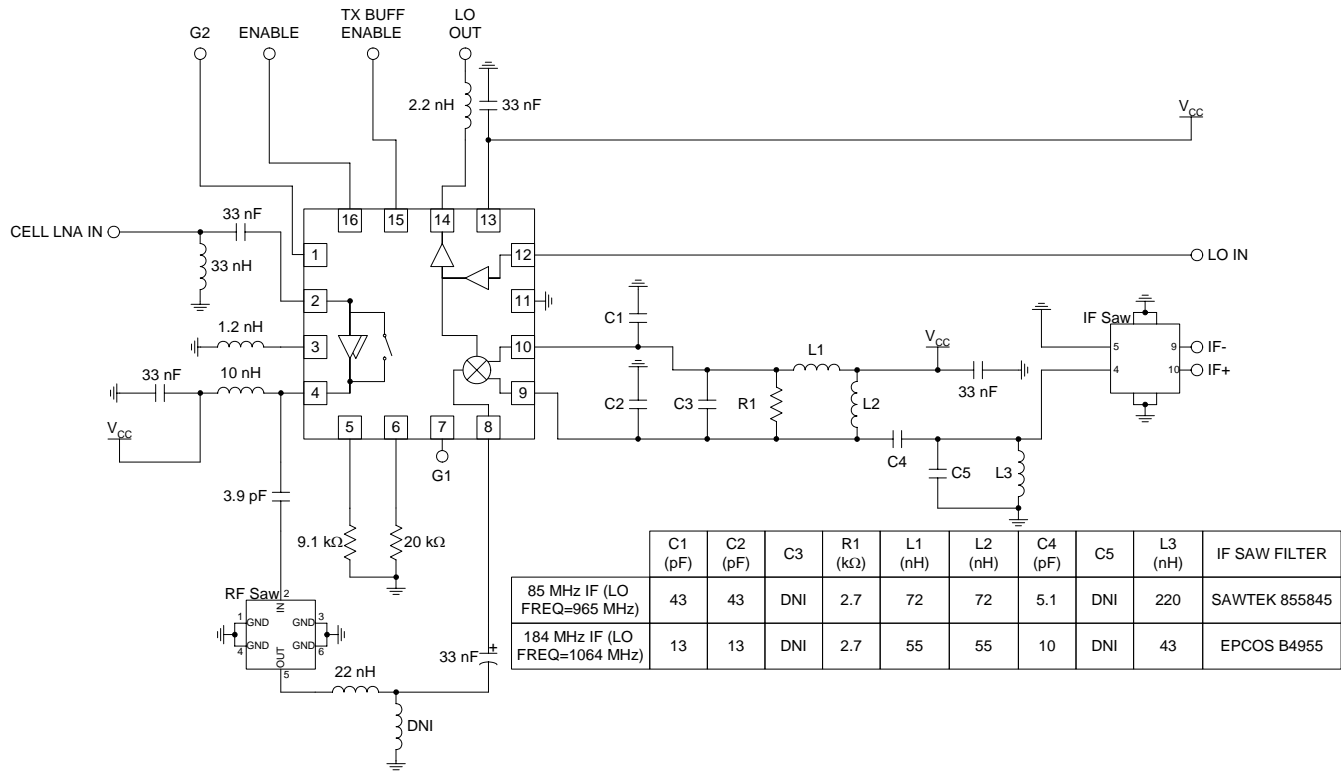 G2
ENABLE
TX BUFF
ENABLE
LO
OUT
2.2 nH
33 nF
VCC
CELL LNA IN
33 nF
33 nH
16
15
14
13
1
12
LO IN
2
11
3
1.2 nH
10
4
10 nH
33 nF
9
VCC
5
6
7
8
G1
C1
C2
C3
R1
L1
L2
VCC
33 nF
C4
C5
L3
IF Saw
5
4
9
10
IF-
IF+
3.9 pF
9.1 kΩ
20 kΩ
RF Saw
2
IN
1
GND
GND
3
4
GND
GND
6
OUT
5
22 nH
33 nF
+
DNI
C1 (pF) C2 (pF) C3 R1 (kΩ) L1 (nH) L2 (nH) C4 (pF) C5 L3 (nH) IF SAW FILTER
85 MHz IF (LO FREQ=965 MHz) 43 43 DNI 2.7 72 72 5.1 DNI 220 SAWTEK 855845
184 MHz IF (LO FREQ=1064 MHz) 13 13 DNI 2.7 55 55 10 DNI 43 EPCOS B4955